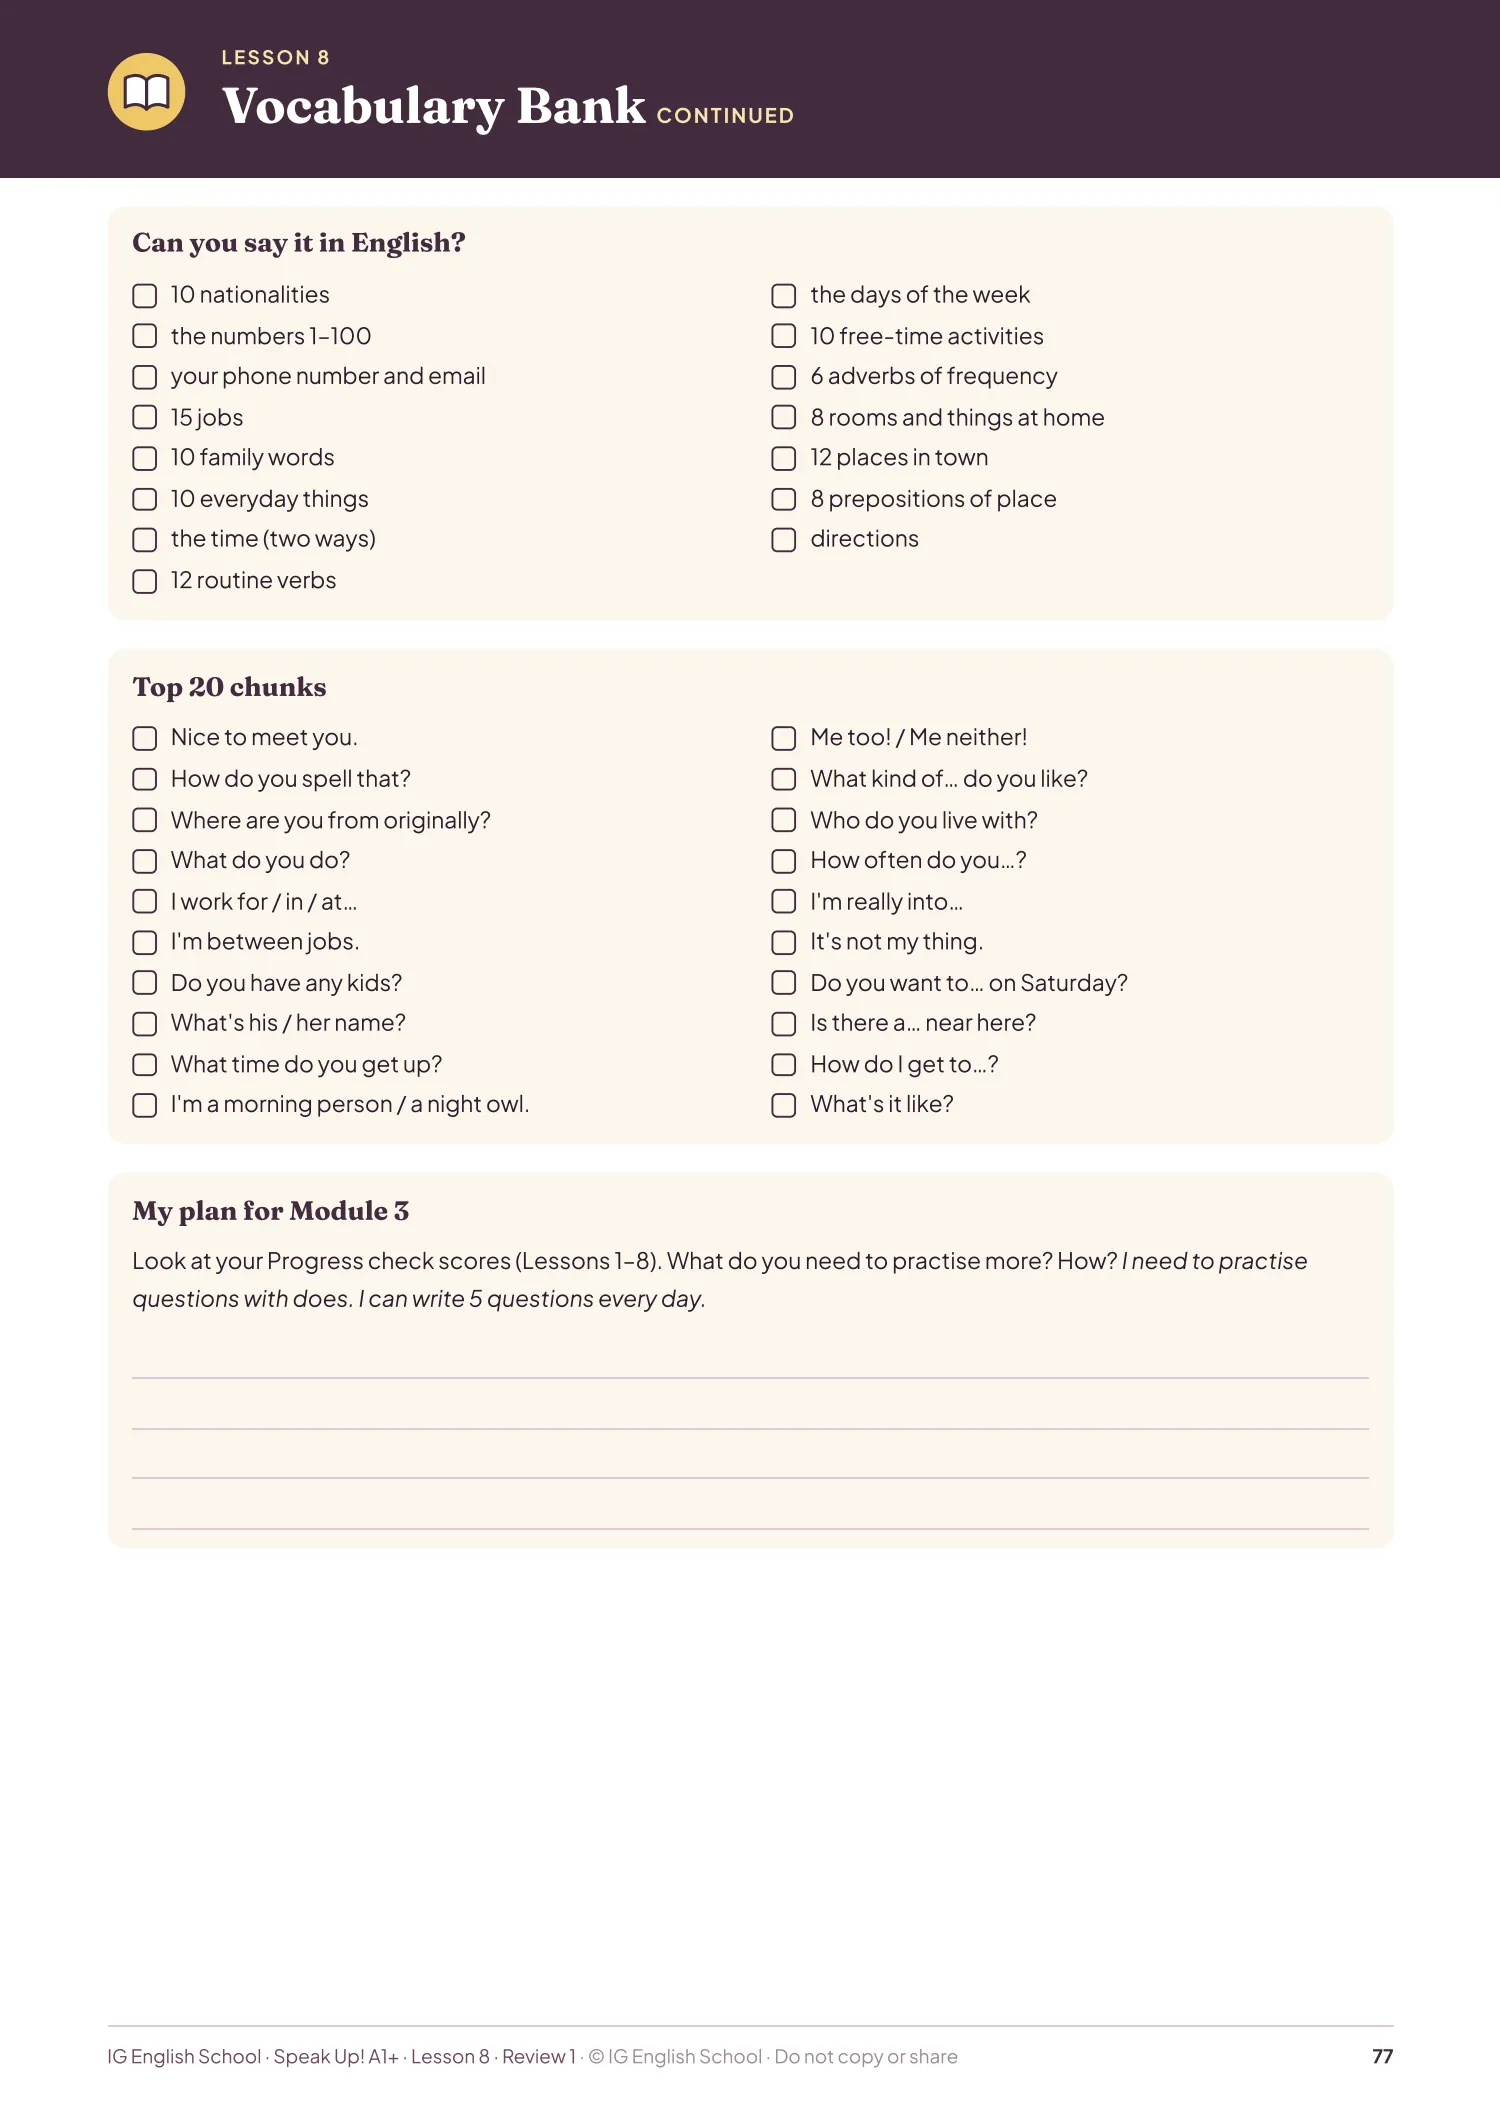 LESSON 8
Vocabulary Bank CONTINUED
Can you say it in English?
10 nationalities
the numbers 1–100
your phone number and email
15 jobs
10 family words
10 everyday things
the time (two ways)
12 routine verbs
the days of the week
10 free-time activities
6 adverbs of frequency
8 rooms and things at home
12 places in town
8 prepositions of place
directions
Top 20 chunks
Nice to meet you.
How do you spell that?
Where are you from originally?
What do you do?
I work for / in / at…
I'm between jobs.
Do you have any kids?
What's his / her name?
What time do you get up?
I'm a morning person / a night owl.
Me too! / Me neither!
What kind of… do you like?
Who do you live with?
How often do you…?
I'm really into…
It's not my thing.
Do you want to… on Saturday?
Is there a… near here?
How do I get to…?
What's it like?
My plan for Module 3
Look at your Progress check scores (Lessons 1–8). What do you need to practise more? How? I need to practise
questions with does. I can write 5 questions every day.
IG English School · Speak Up! A1+ · Lesson 8 · Review 1 · © IG English School · Do not copy or share
77